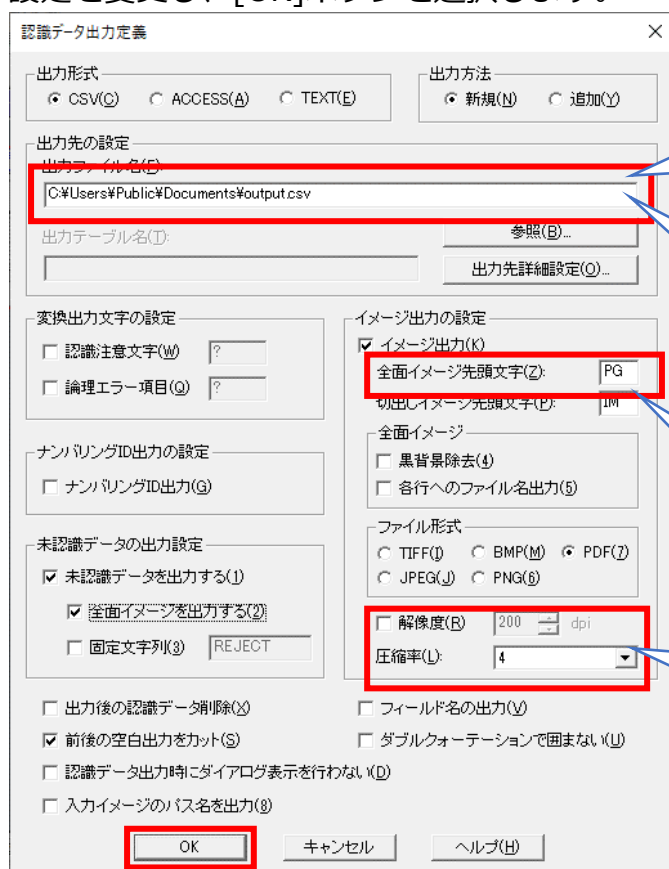 設定を変更し、[OK]ボタンを選択します。
認識データ出力定義
出力形式
CSV(C) ACCESS(A) TEXT(E)
出力方法
新規(N) 追加(Y)
出力先の設定
出力ファイル名(F):
C:¥Users¥Public¥Documents¥output.csv
出力テーブル名(T):
参照(B)...
出力先詳細設定(O)...
変換出力文字の設定
認識注意文字(W) ?
論理エラー項目(Q) ?
ナンバリングID出力の設定
ナンバリングID出力(G)
未認識データの出力設定
未認識データを出力する(1)
全面イメージを出力する(2)
固定文字列(3) REJECT
イメージ出力の設定
イメージ出力(K)
全面イメージ先頭文字(Z): PG
切出しイメージ先頭文字(P): IM
全面イメージ
黒背景除去(4)
各行へのファイル名出力(5)
ファイル形式
TIFF(I) BMP(M) PDF(7)
JPEG(J) PNG(6)
解像度(R) 200 dpi
圧縮率(L): 4
出力後の認識データ削除(X)
フィールド名の出力(V)
前後の空白出力をカット(S)
ダブルクォーテーションで囲まない(U)
認識データ出力時にダイアログ表示を行わない(D)
入力イメージのパス名を出力(8)
OK キャンセル ヘルプ(H)